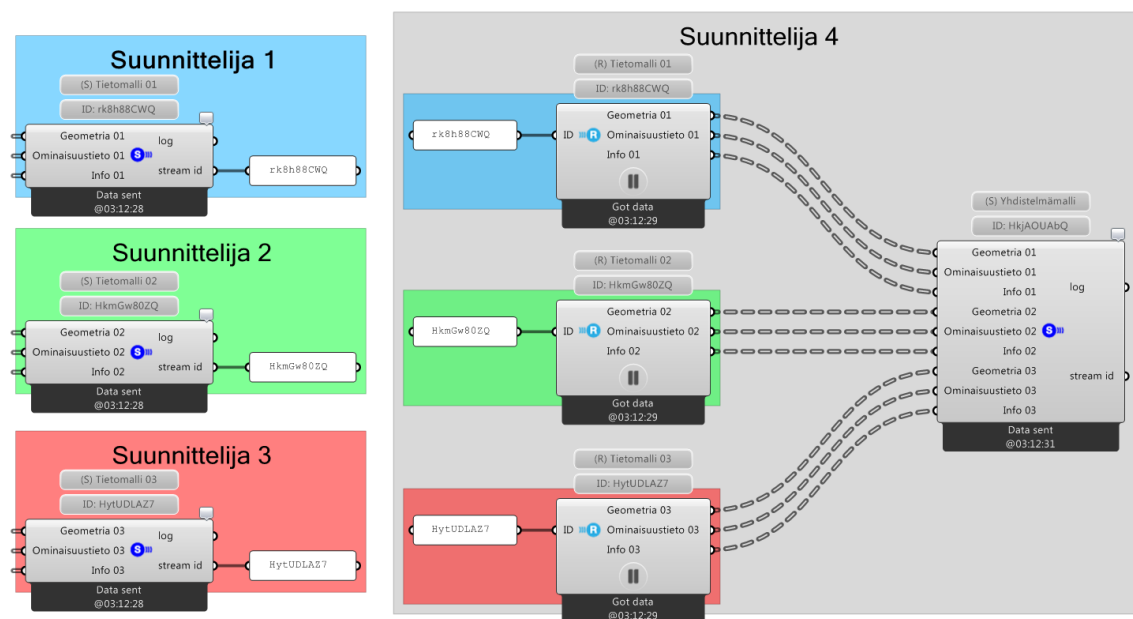 Suunnittelija 1
(S) Tietomalli 01
ID: rk8h88CWQ
Geometria 01
Ominaisuustieto 01
Info 01
log
stream id
S
rk8h88CWQ
Data sent
@03:12:28
Suunnittelija 2
(S) Tietomalli 02
ID: HkmGw80ZQ
Geometria 02
Ominaisuustieto 02
Info 02
log
stream id
S
HkmGw80ZQ
Data sent
@03:12:28
Suunnittelija 3
(S) Tietomalli 03
ID: HytUDLAZ7
Geometria 03
Ominaisuustieto 03
Info 03
log
stream id
S
HytUDLAZ7
Data sent
@03:12:28
Suunnittelija 4
(R) Tietomalli 01
ID: rk8h88CWQ
rk8h88CWQ
ID
R
Geometria 01
Ominaisuustieto 01
Info 01
Got data
@03:12:29
(R) Tietomalli 02
ID: HkmGw80ZQ
HkmGw80ZQ
ID
R
Geometria 02
Ominaisuustieto 02
Info 02
Got data
@03:12:29
(R) Tietomalli 03
ID: HytUDLAZ7
HytUDLAZ7
ID
R
Geometria 03
Ominaisuustieto 03
Info 03
Got data
@03:12:29
(S) Yhdistelmämalli
ID: HkjAOUAbQ
Geometria 01
Ominaisuustieto 01
Info 01
Geometria 02
Ominaisuustieto 02
Info 02
Geometria 03
Ominaisuustieto 03
Info 03
log
S
stream id
Data sent
@03:12:31